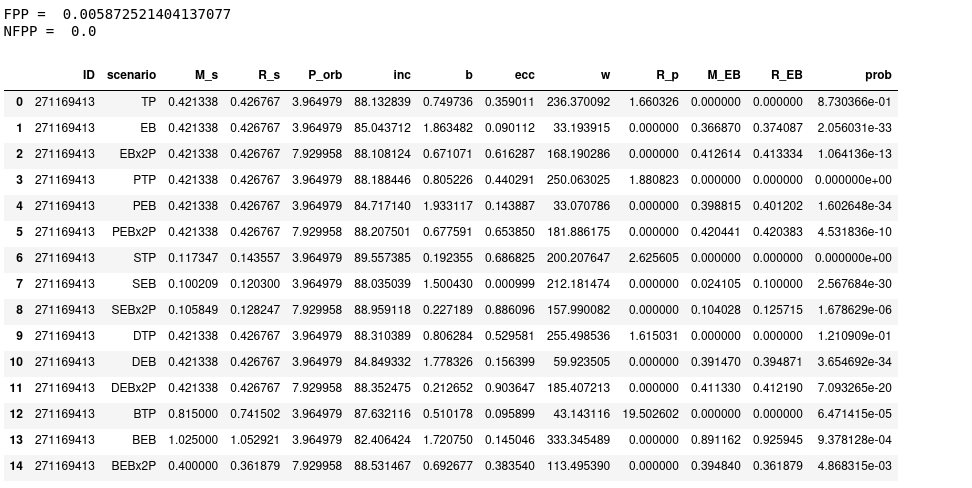 FPP =  0.005872521404137077
NFPP =  0.0
ID scenario M_s R_s P_orb inc b ecc w R_p M_EB R_EB prob
0 271169413 TP 0.421338 0.426767 3.964979 88.132839 0.749736 0.359011 236.370092 1.660326 0.000000 0.000000 8.730366e-01
1 271169413 EB 0.421338 0.426767 3.964979 85.043712 1.863482 0.090112 33.193915 0.000000 0.366870 0.374087 2.056031e-33
2 271169413 EBx2P 0.421338 0.426767 7.929958 88.108124 0.671071 0.616287 168.190286 0.000000 0.412614 0.413334 1.064136e-13
3 271169413 PTP 0.421338 0.426767 3.964979 88.188446 0.805226 0.440291 250.063025 1.880823 0.000000 0.000000 0.000000e+00
4 271169413 PEB 0.421338 0.426767 3.964979 84.717140 1.933117 0.143887 33.070786 0.000000 0.398815 0.401202 1.602648e-34
5 271169413 PEBx2P 0.421338 0.426767 7.929958 88.207501 0.677591 0.653850 181.886175 0.000000 0.420441 0.420383 4.531836e-10
6 271169413 STP 0.117347 0.143557 3.964979 89.557385 0.192355 0.686825 200.207647 2.625605 0.000000 0.000000 0.000000e+00
7 271169413 SEB 0.100209 0.120300 3.964979 88.035039 1.500430 0.000999 212.181474 0.000000 0.024105 0.100000 2.567684e-30
8 271169413 SEBx2P 0.105849 0.128247 7.929958 88.959118 0.227189 0.886096 157.990082 0.000000 0.104028 0.125715 1.678629e-06
9 271169413 DTP 0.421338 0.426767 3.964979 88.310389 0.806284 0.529581 255.498536 1.615031 0.000000 0.000000 1.210909e-01
10 271169413 DEB 0.421338 0.426767 3.964979 84.849332 1.778326 0.156399 59.923505 0.000000 0.391470 0.394871 3.654692e-34
11 271169413 DEBx2P 0.421338 0.426767 7.929958 88.352475 0.212652 0.903647 185.407213 0.000000 0.411330 0.412190 7.093265e-20
12 271169413 BTP 0.815000 0.741502 3.964979 87.632116 0.510178 0.095899 43.143116 19.502602 0.000000 0.000000 6.471415e-05
13 271169413 BEB 1.025000 1.052921 3.964979 82.406424 1.720750 0.145046 333.345489 0.000000 0.891162 0.925945 9.378128e-04
14 271169413 BEBx2P 0.400000 0.361879 7.929958 88.531467 0.692677 0.383540 113.495390 0.000000 0.394840 0.361879 4.868315e-03